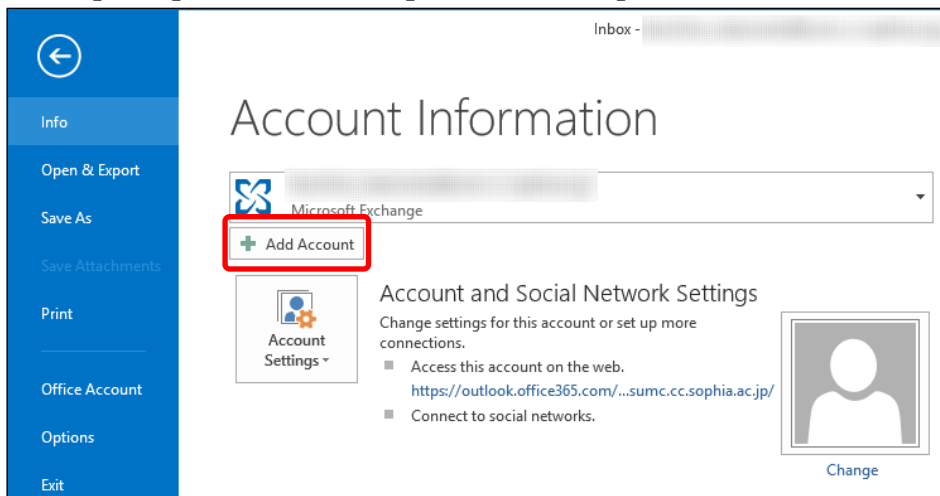 Inbox -
Info
Open & Export
Save As
Save Attachments
Print
Office Account
Options
Exit
Account Information
Microsoft Exchange
Add Account
Account
Settings
Account and Social Network Settings
Change settings for this account or set up more
connections.
Access this account on the web.
https://outlook.office365.com/...sumc.cc.sophia.ac.jp/
Connect to social networks.
Change